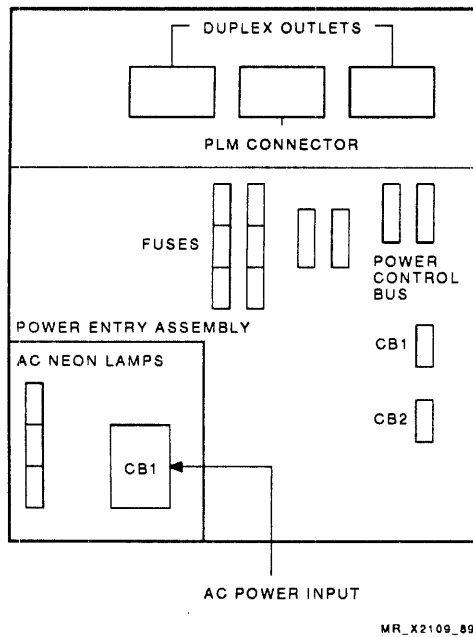 DUPLEX OUTLETS
PLM CONNECTOR
FUSES
POWER
CONTROL
BUS
POWER ENTRY ASSEMBLY
AC NEON LAMPS
CB1
CB2
CB1
AC POWER INPUT
MR_X2109_89